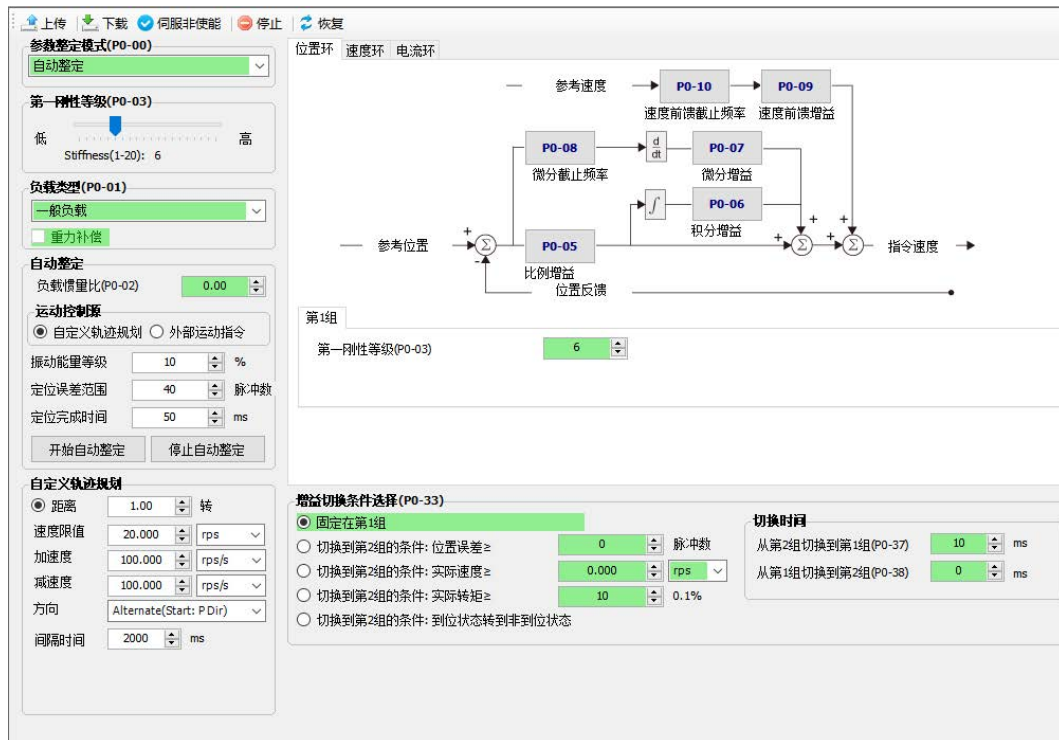 上传 下载 伺服非使能 停止 恢复
参数整定模式(P0-00)
自动整定
第一刚性等级(P0-03)
低 高
Stiffness(1-20): 6
负载类型(P0-01)
一般负载
重力补偿
自动整定
负载惯量比(P0-02) 0.00
运动控制源
自定义轨迹规划 外部运动指令
振动能量等级 10 %
定位误差范围 40 脉冲数
定位完成时间 50 ms
开始自动整定 停止自动整定
自定义轨迹规划
距离 1.00 转
速度限值 20.000 rps
加速度 100.000 rps/s
减速度 100.000 rps/s
方向 Alternate(Start: P Dir)
间隔时间 2000 ms
位置环 速度环 电流环
参考速度 P0-10 P0-09
速度前馈截止频率 速度前馈增益
P0-08 d/dt P0-07
微分截止频率 微分增益
∫ P0-06
积分增益
参考位置 + Σ - P0-05 + Σ + + Σ + 指令速度
比例增益
位置反馈
第1组
第一刚性等级(P0-03) 6
增益切换条件选择(P0-33)
固定在第1组
切换到第2组的条件: 位置误差≥ 0 脉冲数
切换到第2组的条件: 实际速度≥ 0.000 rps
切换到第2组的条件: 实际转矩≥ 10 0.1%
切换到第2组的条件: 到位状态转到非到位状态
切换时间
从第2组切换到第1组(P0-37) 10 ms
从第1组切换到第2组(P0-38) 0 ms